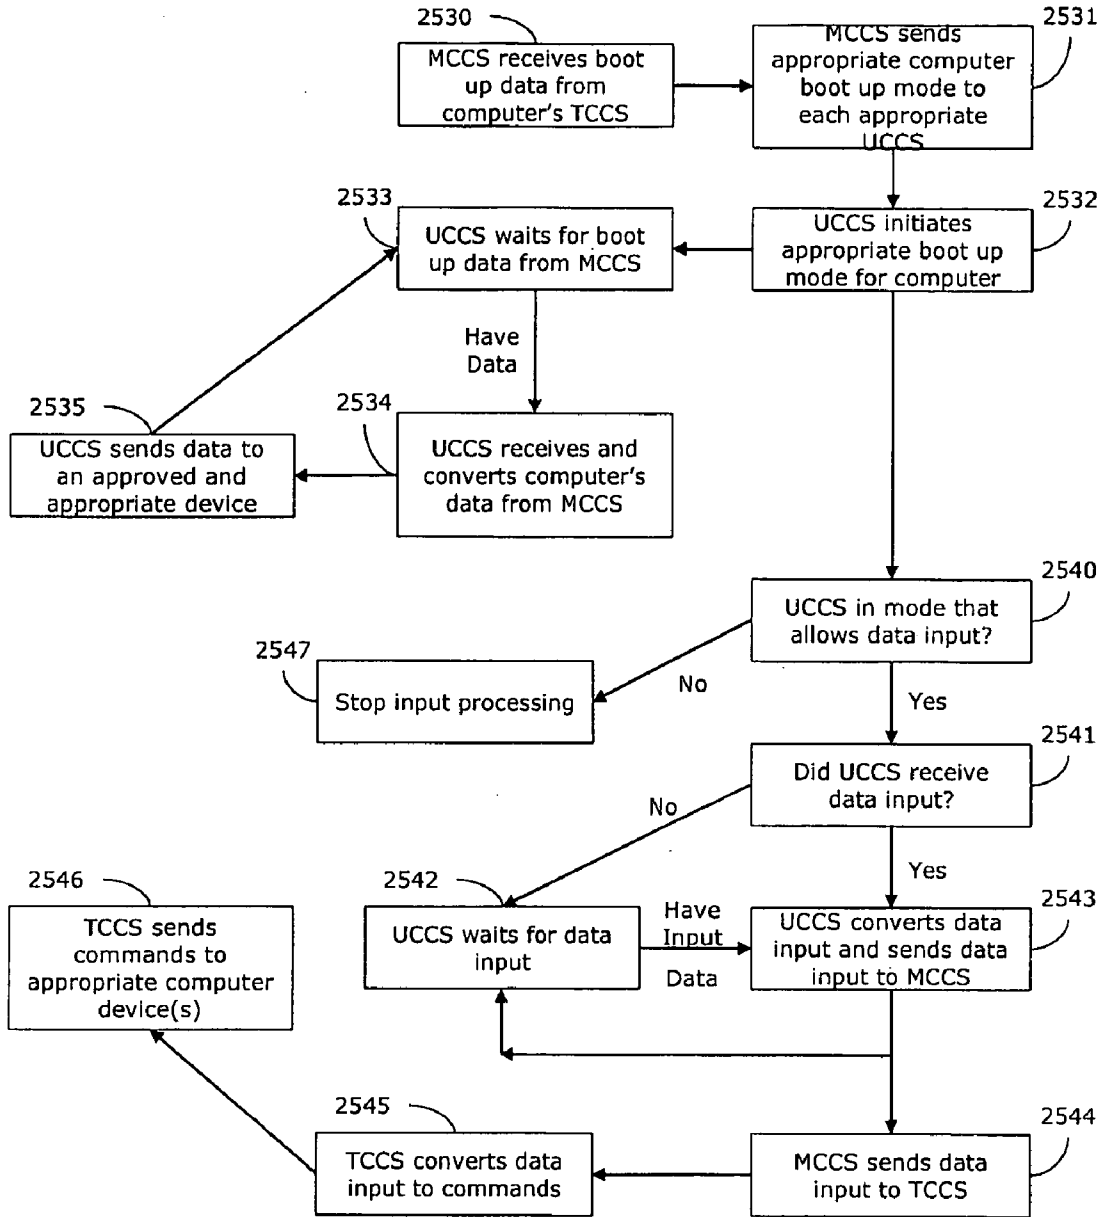 2530
MCCS receives boot
up data from
computer's TCCS
2531
MCCS sends
appropriate computer
boot up mode to
each appropriate
UCCS
2533
UCCS waits for boot
up data from MCCS
2532
UCCS initiates
appropriate boot up
mode for computer
Have
Data
2535
UCCS sends data to
an approved and
appropriate device
2534
UCCS receives and
converts computer's
data from MCCS
2540
UCCS in mode that
allows data input?
2547
Stop input processing
No
Yes
2541
Did UCCS receive
data input?
No
Yes
2546
TCCS sends
commands to
appropriate computer
device(s)
2542
UCCS waits for data
input
Have
Input
Data
2543
UCCS converts data
input and sends data
input to MCCS
2545
TCCS converts data
input to commands
2544
MCCS sends data
input to TCCS